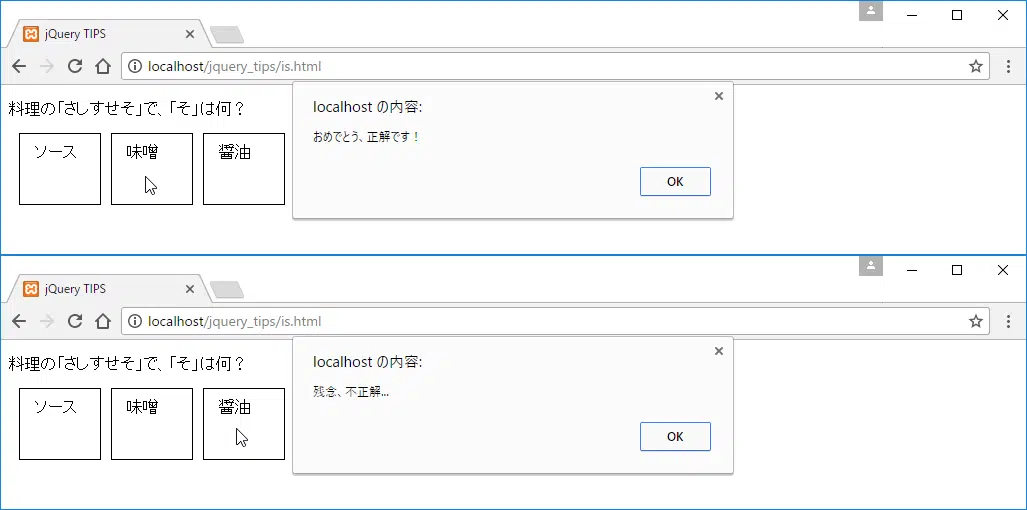 jQuery TIPS
localhost/jquery_tips/is.html
料理の「さしすせそ」で、「そ」は何？
ソース 味噌 醤油
localhost の内容:
おめでとう、正解です！
OK
jQuery TIPS
localhost/jquery_tips/is.html
料理の「さしすせそ」で、「そ」は何？
ソース 味噌 醤油
localhost の内容:
残念、不正解...
OK